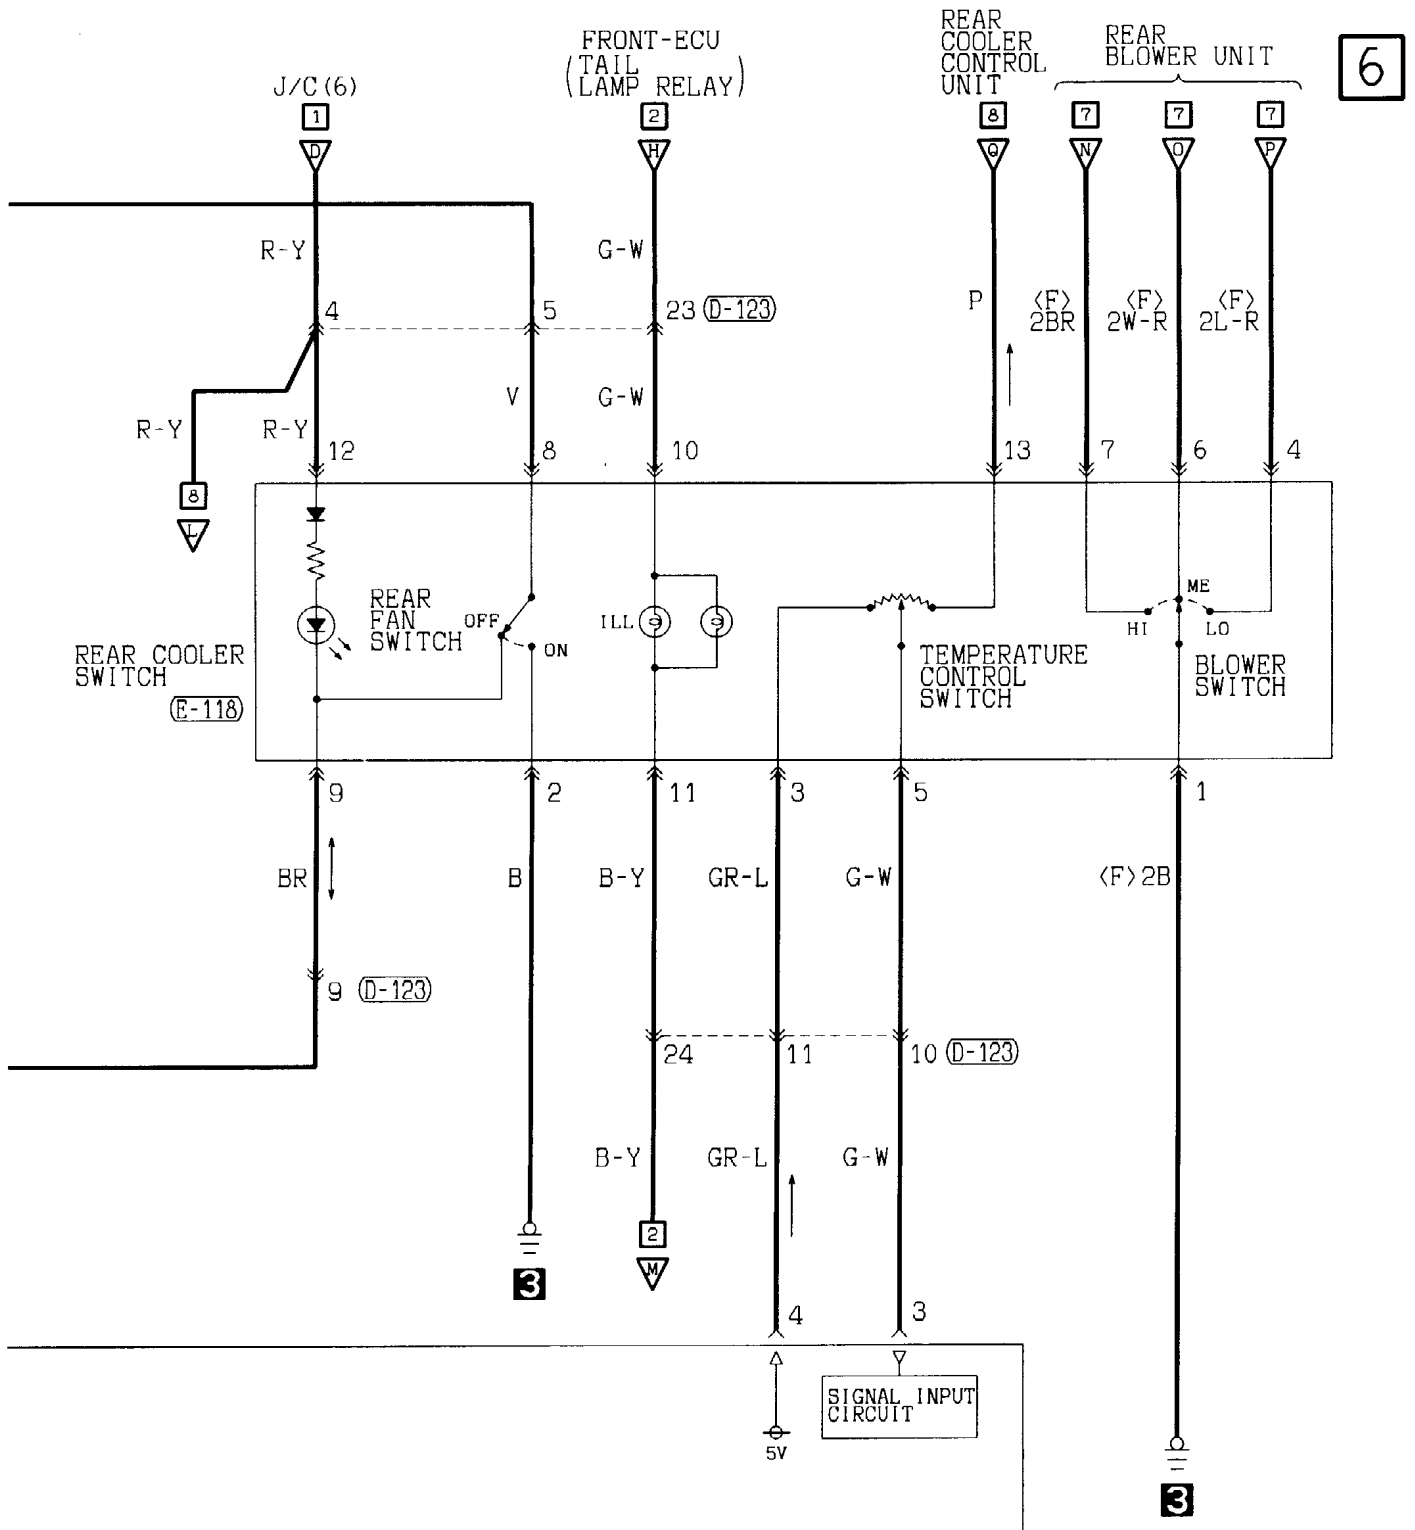 REAR
COOLER
CONTROL
UNIT
FRONT-ECU
(TAIL
LAMP RELAY)
REAR
BLOWER UNIT
6
J/C(6)
1
2
8
7
7
7
D
H
Q
N
O
P
R-Y
G-W
P
<F>
2BR
<F>
2W-R
<F>
2L-R
4
5
23
D-123
R-Y
R-Y
V
G-W
12
8
10
13
7
6
4
8
L
REAR
FAN
SWITCH
OFF
ON
ILL
ME
HI
LO
REAR COOLER
SWITCH
E-118
TEMPERATURE
CONTROL
SWITCH
BLOWER
SWITCH
9
2
11
3
5
1
BR
B
B-Y
GR-L
G-W
<F>2B
9
D-123
24
11
10
D-123
B-Y
GR-L
G-W
2
M
3
4
3
SIGNAL INPUT
CIRCUIT
5V
3